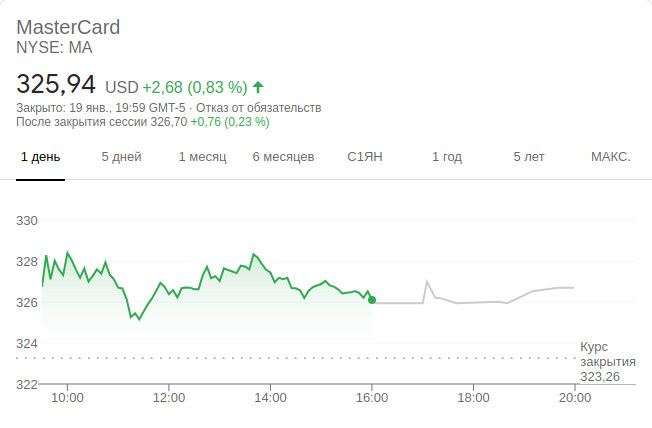 MasterCard
NYSE: MA
325,94 USD +2,68 (0,83 %)
Закрыто: 19 янв., 19:59 GMT-5 · Отказ от обязательств
После закрытия сессии 326,70 +0,76 (0,23 %)
1 день 5 дней 1 месяц 6 месяцев С1ЯН 1 год 5 лет МАКС.
330
328
326
324
Курс
закрытия
323,26
322
10:00 12:00 14:00 16:00 18:00 20:00